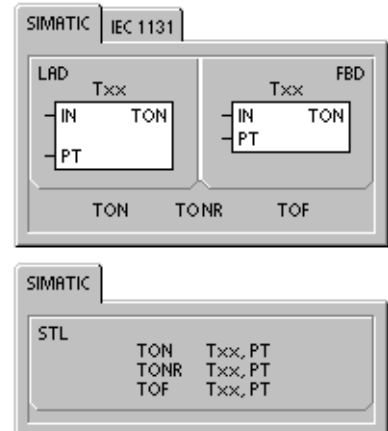 SIMATIC IEC 1131
LAD FBD
Txx Txx
IN TON IN TON
PT PT
TON TONR TOF
SIMATIC
STL
TON Txx, PT
TONR Txx, PT
TOF Txx, PT